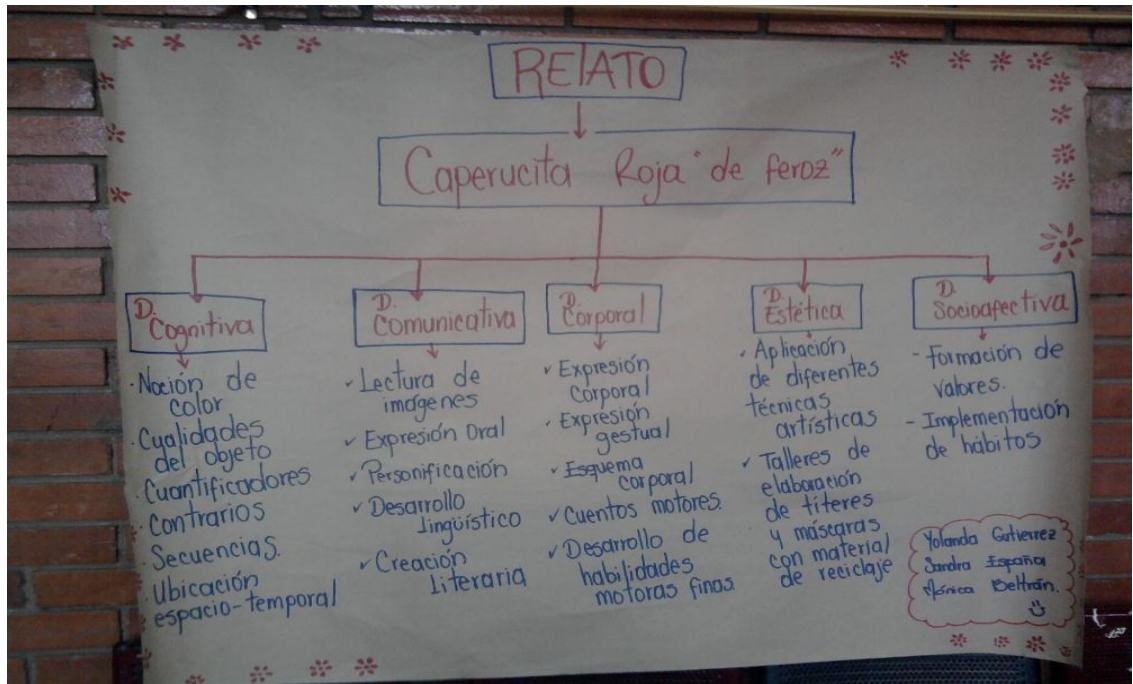 RElATO
Caperucita Roja "de feroz"
D.
Cognitiva
· Noción de
color
· Cualidades
del objeto
· Cuantificadores
· Contrarios
· Secuencias.
· Ubicación
espacio-temporal
D.
Comunicativa
✓ Lectura de
imágenes
✓ Expresión Oral
✓ Personificación
✓ Desarrollo
lingüístico
✓ Creación
literaria
D.
Corporal
✓ Expresión
corporal
✓ Expresión
gestual
✓ Esquema
corporal
✓ Cuentos motores.
✓ Desarrollo de
habilidades
motoras finas
D.
Estética
✓ Aplicación
de diferentes
técnicas
artísticas
✓ Talleres de
elaboración
de títeres
y máscaras
con material
de reciclaje
D.
Socioafectiva
- Formación de
valores.
- Implementación
de hábitos
Yolanda Gutierrez
Sandra España
Mónica Beltrán.